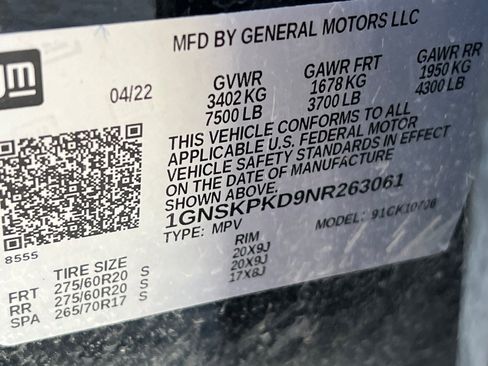 gm
MFD BY GENERAL MOTORS LLC
04/22
GVWR GAWR FRT GAWR RR
3402 KG 1678 KG 1950 KG
7500 LB 3700 LB 4300 LB
THIS VEHICLE CONFORMS TO ALL
APPLICABLE U.S. FEDERAL MOTOR
VEHICLE SAFETY STANDARDS IN EFFECT
ON THE DATE OF MANUFACTURE
SHOWN ABOVE.
1GNSKPKD9NR263061
TYPE: MPV MODEL: 91CK10706
8555
TIRE SIZE RIM
FRT 275/60R20 S 20X9J
RR 275/60R20 S 20X9J
SPA 265/70R17 S 17X8J